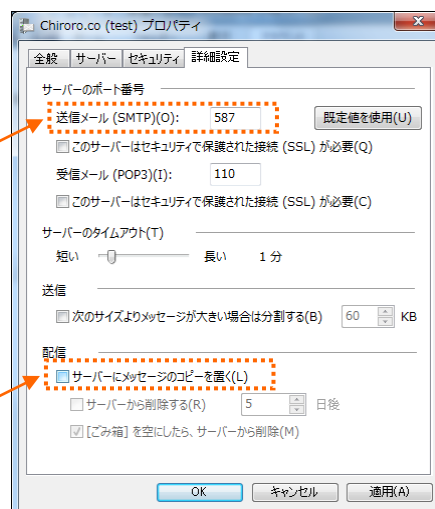 Chiroro.co (test) プロパティ
全般 サーバー セキュリティ 詳細設定
サーバーのポート番号
送信メール (SMTP)(O): 587 既定値を使用(U)
このサーバーはセキュリティで保護された接続 (SSL) が必要(Q)
受信メール (POP3)(I): 110
このサーバーはセキュリティで保護された接続 (SSL) が必要(C)
サーバーのタイムアウト(T)
短い 長い 1 分
送信
次のサイズよりメッセージが大きい場合は分割する(B) 60 KB
配信
サーバーにメッセージのコピーを置く(L)
サーバーから削除する(R) 5 日後
[ごみ箱] を空にしたら、サーバーから削除(M)
OK キャンセル 適用(A)